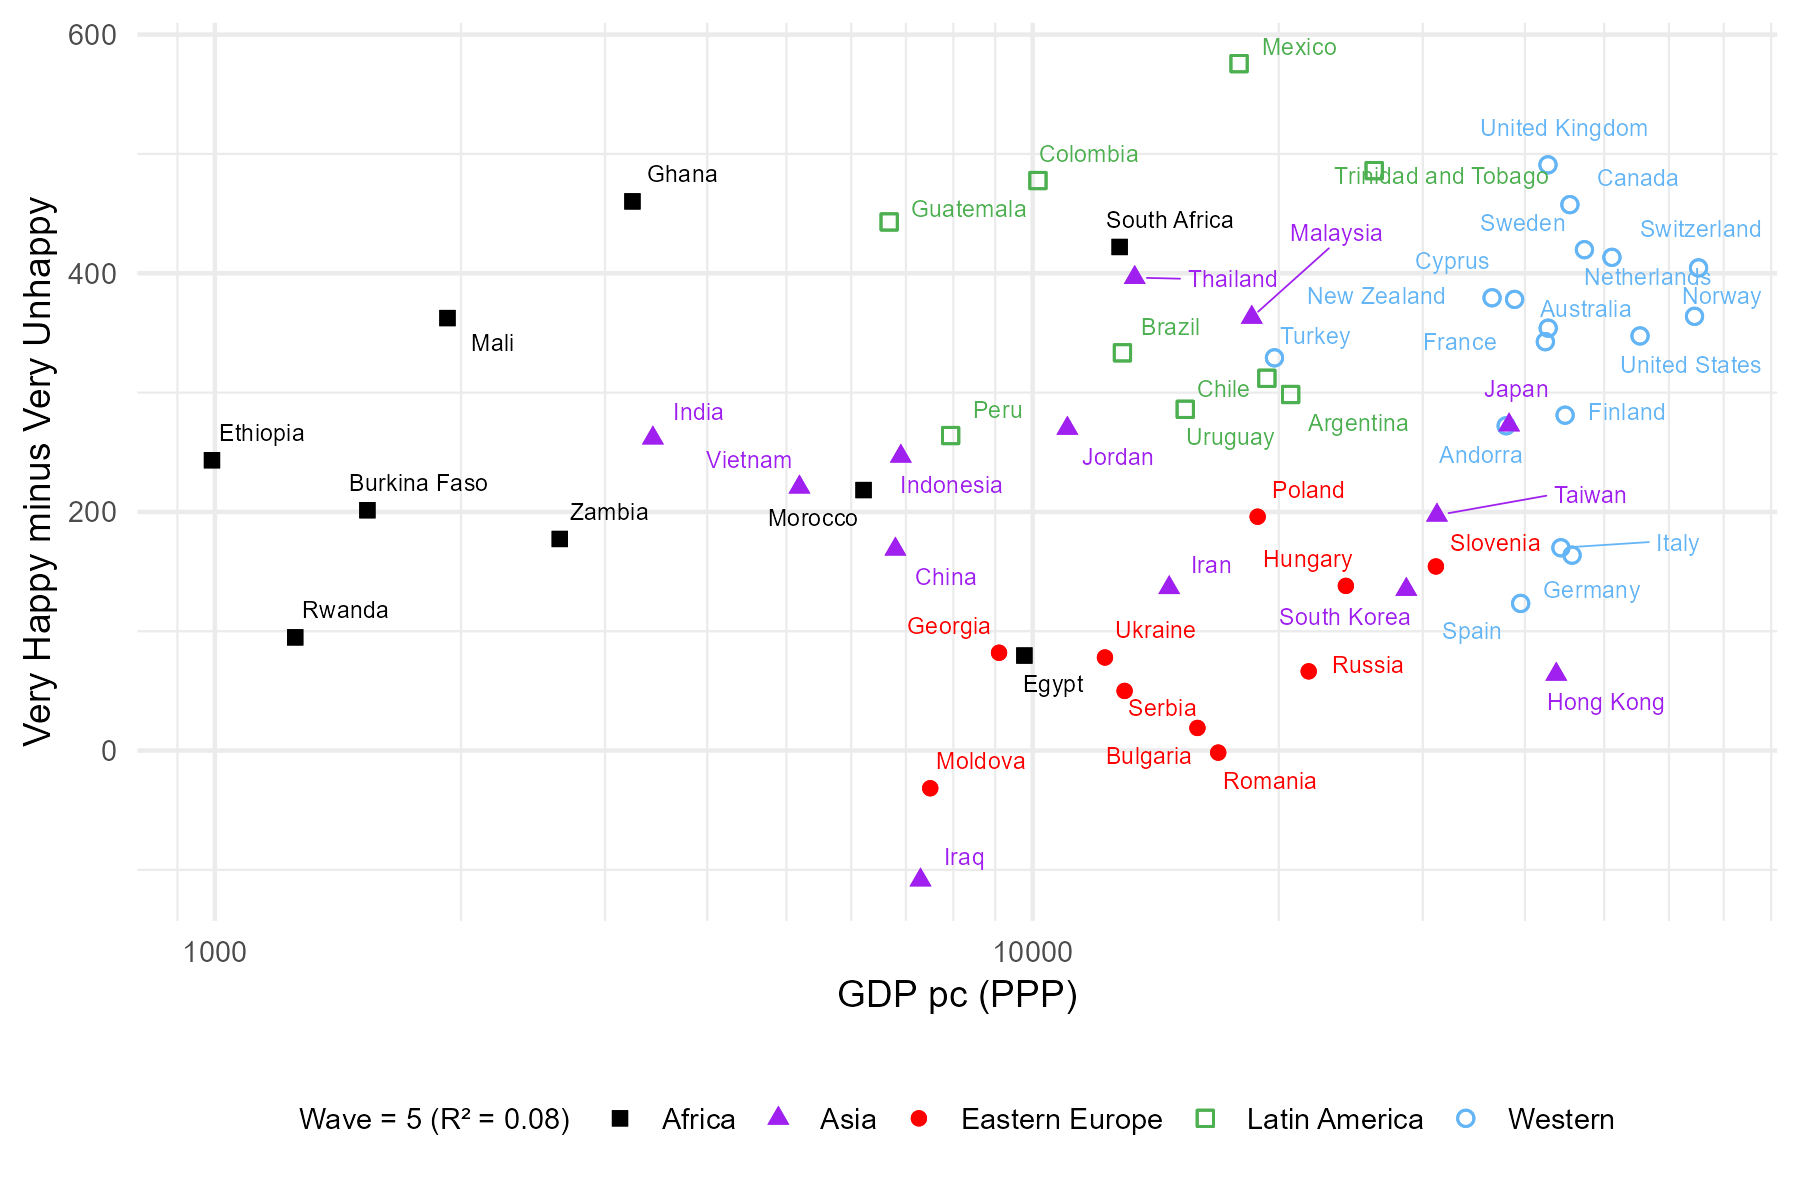 600
400
200
0
Very Happy minus Very Unhappy
Mexico
United Kingdom
Colombia
Ghana
Trinidad and Tobago
Canada
Guatemala
South Africa
Sweden
Switzerland
Malaysia
Cyprus
Thailand
Netherlands
New Zealand
Norway
Australia
Brazil
Turkey
Mali
France
United States
Chile
Japan
India
Peru
Finland
Argentina
Ethiopia
Uruguay
Andorra
Jordan
Vietnam
Burkina Faso
Indonesia
Poland
Taiwan
Zambia
Morocco
Slovenia
Italy
Hungary
Iran
China
Germany
Rwanda
South Korea
Georgia
Ukraine
Spain
Russia
Egypt
Hong Kong
Serbia
Bulgaria
Moldova
Romania
Iraq
1000
10000
GDP pc (PPP)
Wave = 5 (R² = 0.08) Africa Asia Eastern Europe Latin America Western